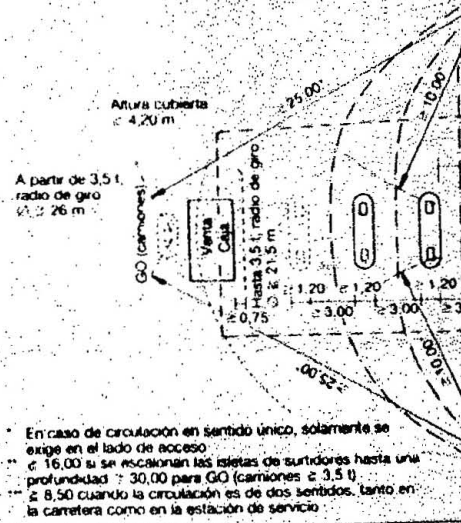 Altura cubierta
≥ 4,20 m
25.00*
≥ 10.00
A partir de 3,5 t,
radio de giro
∅ ≥ 26 m
GO (camiones)
Venta
Caja
Hasta 3,5 t, radio de giro
∅ ≥ 21,5 m
≥ 1.20
≥ 1.20
≥ 1.20
≥ 0,75
≥ 3,00
≥ 3,00
≥ 3
≥ 25.00*
≥ 10.00
* En caso de circulación en sentido único, solamente se
exige en el lado de acceso
** ≥ 16,00 si se escalonan las isletas de surtidores hasta una
profundidad ≥ 30,00 para GO (camiones ≥ 3,5 t)
*** ≥ 8,50 cuando la circulación es de dos sentidos, tanto en
la carretera como en la estación de servicio